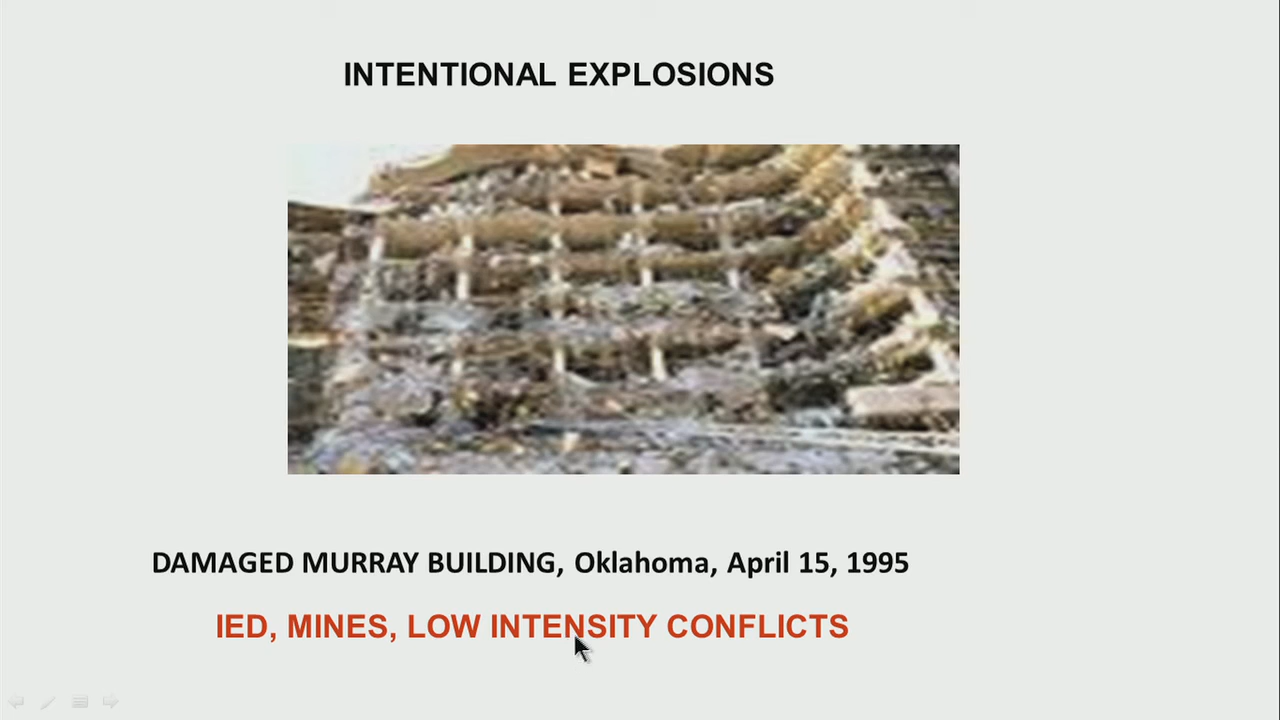 INTENTIONAL EXPLOSIONS
DAMAGED MURRAY BUILDING, Oklahoma, April 15, 1995
IED, MINES, LOW INTENSITY CONFLICTS